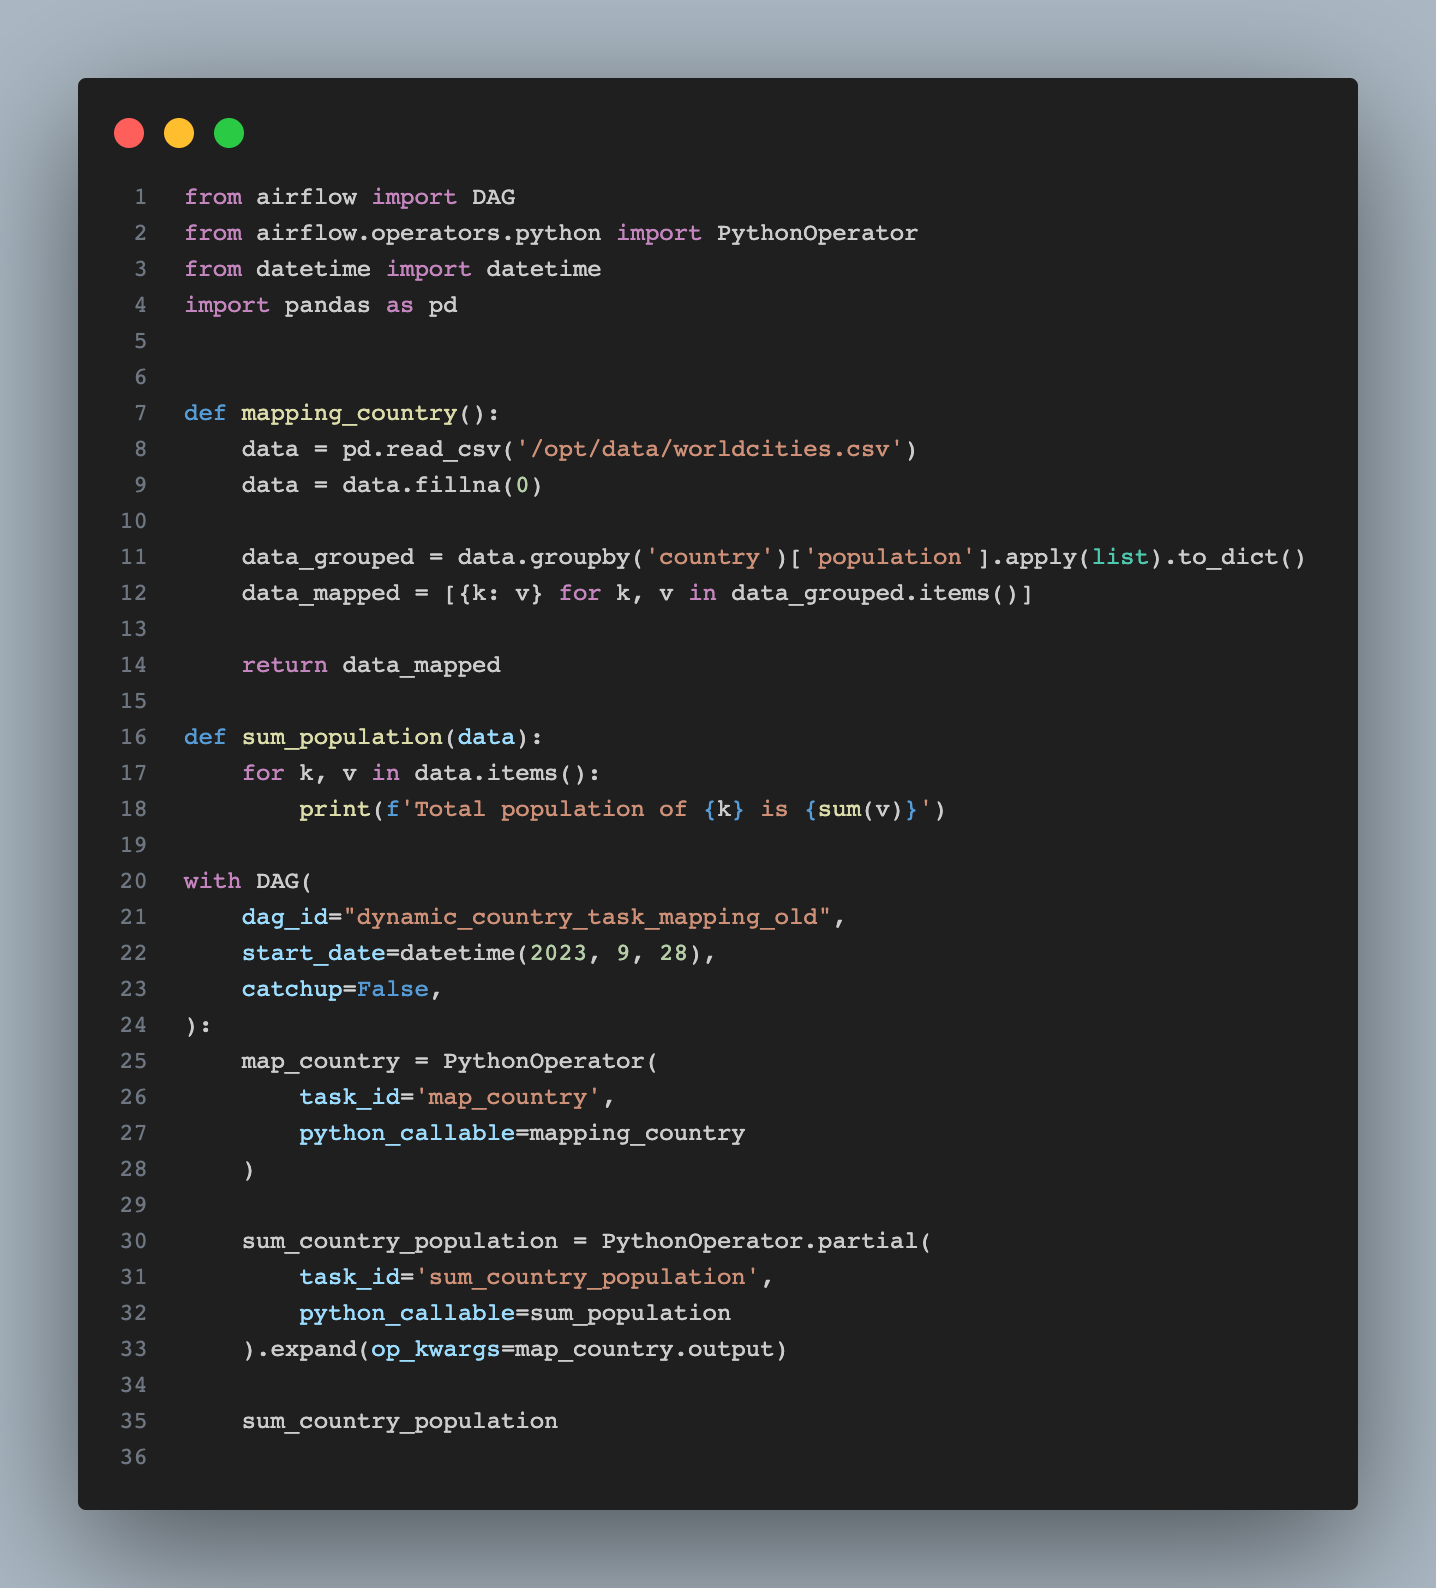 1 from airflow import DAG
2 from airflow.operators.python import PythonOperator
3 from datetime import datetime
4 import pandas as pd
5
6
7 def mapping_country():
8     data = pd.read_csv('/opt/data/worldcities.csv')
9     data = data.fillna(0)
10
11     data_grouped = data.groupby('country')['population'].apply(list).to_dict()
12     data_mapped = [{k: v} for k, v in data_grouped.items()]
13
14     return data_mapped
15
16 def sum_population(data):
17     for k, v in data.items():
18         print(f'Total population of {k} is {sum(v)}')
19
20 with DAG(
21     dag_id="dynamic_country_task_mapping_old",
22     start_date=datetime(2023, 9, 28),
23     catchup=False,
24 ):
25     map_country = PythonOperator(
26         task_id='map_country',
27         python_callable=mapping_country
28     )
29
30     sum_country_population = PythonOperator.partial(
31         task_id='sum_country_population',
32         python_callable=sum_population
33     ).expand(op_kwargs=map_country.output)
34
35     sum_country_population
36